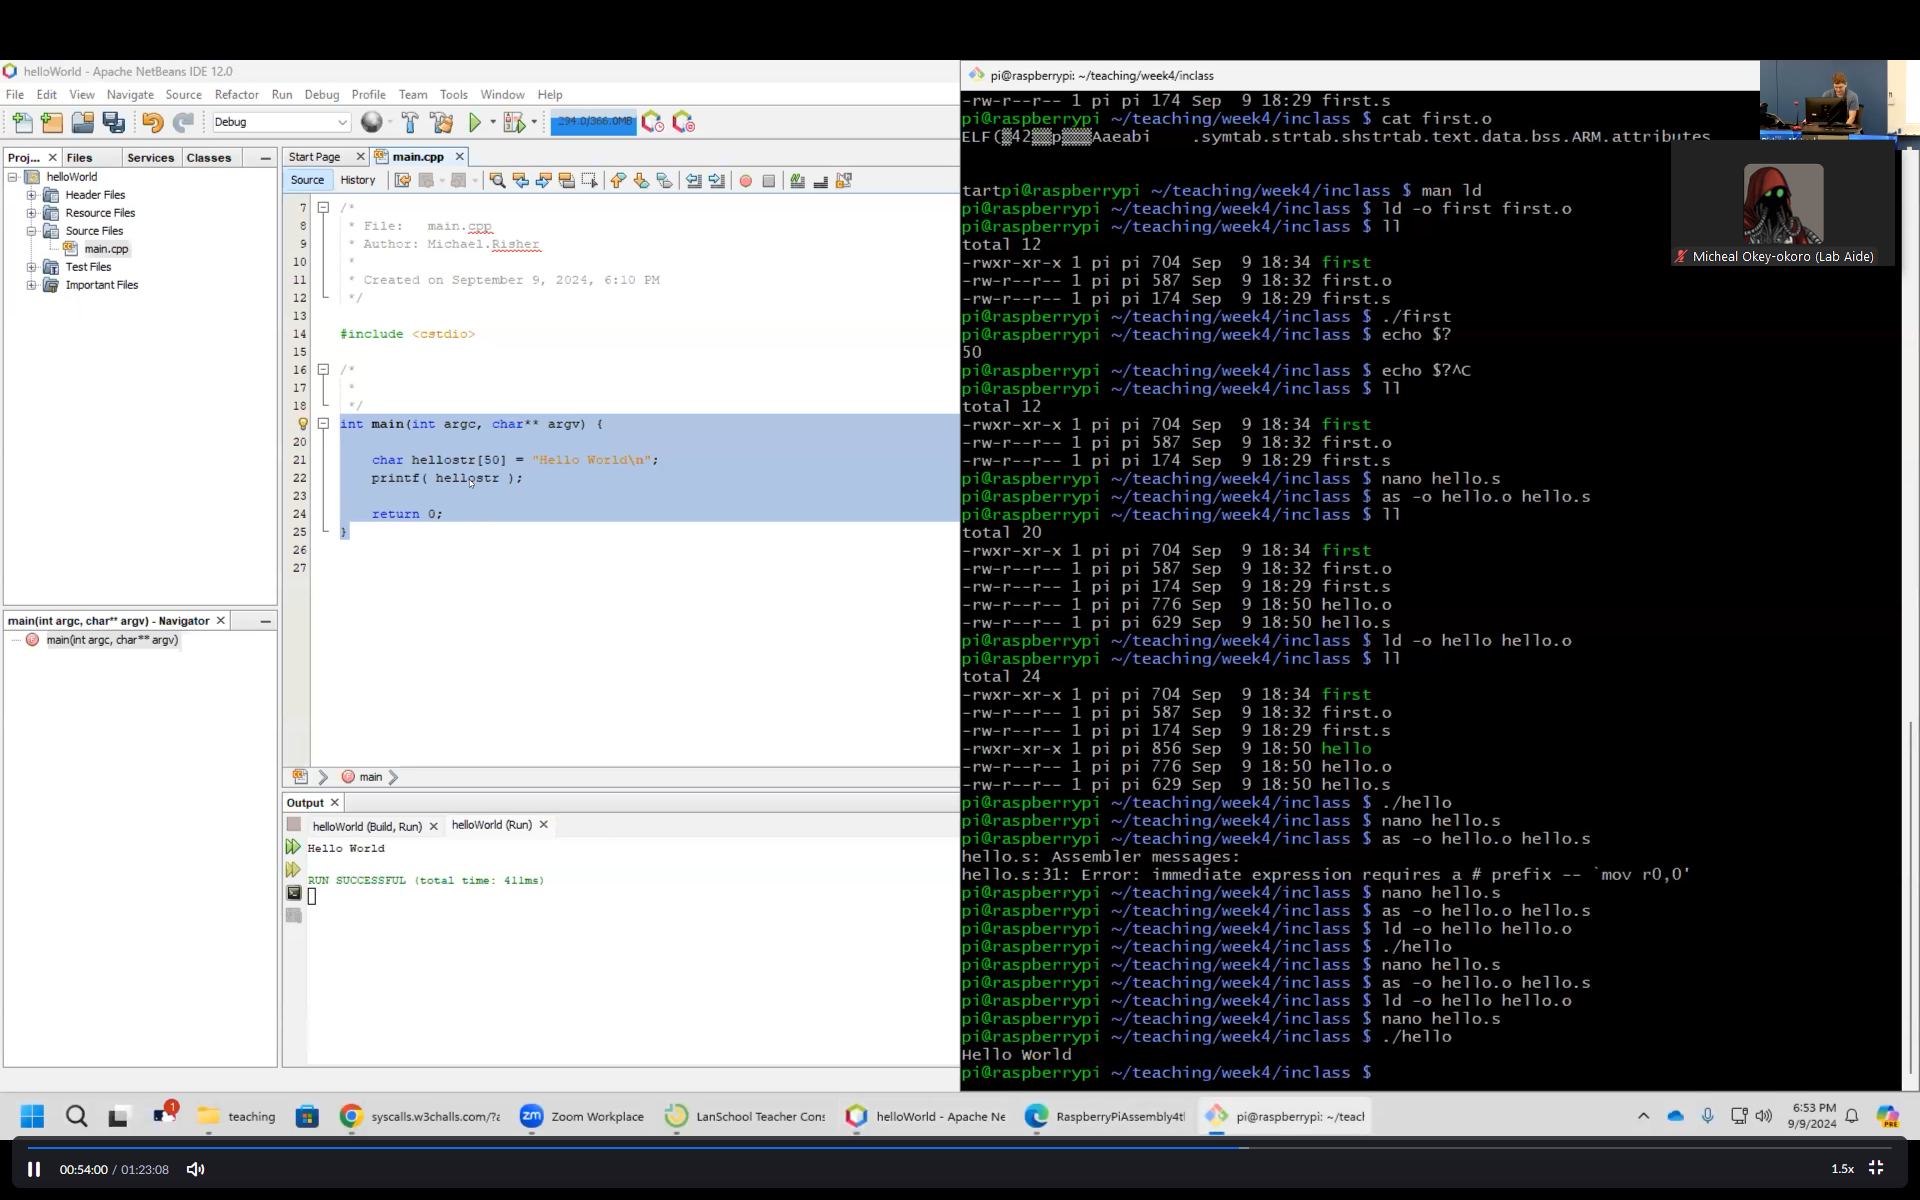 helloWorld - Apache NetBeans IDE 12.0
File Edit View Navigate Source Refactor Run Debug Profile Team Tools Window Help
Debug
294.0/366.0MB
Proj... Files Services Classes
helloWorld
Header Files
Resource Files
Source Files
main.cpp
Test Files
Important Files
main(int argc, char** argv) - Navigator
main(int argc, char** argv)
Start Page main.cpp
Source History
7 /*
8 * File: main.cpp
9 * Author: Michael.Risher
10 *
11 * Created on September 9, 2024, 6:10 PM
12 */
13
14 #include <cstdio>
15
16 /*
17 *
18 */
int main(int argc, char** argv) {
20
21 char hellostr[50] = "Hello World\n";
22 printf( hellostr );
23
24 return 0;
25 }
26
27
main
Output
helloWorld (Build, Run) helloWorld (Run)
Hello World
RUN SUCCESSFUL (total time: 411ms)
pi@raspberrypi: ~/teaching/week4/inclass
-rw-r--r-- 1 pi pi 174 Sep 9 18:29 first.s
pi@raspberrypi ~/teaching/week4/inclass $ cat first.o
ELF(▒42▒▒p▒▒▒Aaeabi .symtab.strtab.shstrtab.text.data.bss.ARM.attributes
tartpi@raspberrypi ~/teaching/week4/inclass $ man ld
pi@raspberrypi ~/teaching/week4/inclass $ ld -o first first.o
pi@raspberrypi ~/teaching/week4/inclass $ ll
total 12
-rwxr-xr-x 1 pi pi 704 Sep 9 18:34 first
-rw-r--r-- 1 pi pi 587 Sep 9 18:32 first.o
-rw-r--r-- 1 pi pi 174 Sep 9 18:29 first.s
pi@raspberrypi ~/teaching/week4/inclass $ ./first
pi@raspberrypi ~/teaching/week4/inclass $ echo $?
50
pi@raspberrypi ~/teaching/week4/inclass $ echo $?^C
pi@raspberrypi ~/teaching/week4/inclass $ ll
total 12
-rwxr-xr-x 1 pi pi 704 Sep 9 18:34 first
-rw-r--r-- 1 pi pi 587 Sep 9 18:32 first.o
-rw-r--r-- 1 pi pi 174 Sep 9 18:29 first.s
pi@raspberrypi ~/teaching/week4/inclass $ nano hello.s
pi@raspberrypi ~/teaching/week4/inclass $ as -o hello.o hello.s
pi@raspberrypi ~/teaching/week4/inclass $ ll
total 20
-rwxr-xr-x 1 pi pi 704 Sep 9 18:34 first
-rw-r--r-- 1 pi pi 587 Sep 9 18:32 first.o
-rw-r--r-- 1 pi pi 174 Sep 9 18:29 first.s
-rw-r--r-- 1 pi pi 776 Sep 9 18:50 hello.o
-rw-r--r-- 1 pi pi 629 Sep 9 18:50 hello.s
pi@raspberrypi ~/teaching/week4/inclass $ ld -o hello hello.o
pi@raspberrypi ~/teaching/week4/inclass $ ll
total 24
-rwxr-xr-x 1 pi pi 704 Sep 9 18:34 first
-rw-r--r-- 1 pi pi 587 Sep 9 18:32 first.o
-rw-r--r-- 1 pi pi 174 Sep 9 18:29 first.s
-rwxr-xr-x 1 pi pi 856 Sep 9 18:50 hello
-rw-r--r-- 1 pi pi 776 Sep 9 18:50 hello.o
-rw-r--r-- 1 pi pi 629 Sep 9 18:50 hello.s
pi@raspberrypi ~/teaching/week4/inclass $ ./hello
pi@raspberrypi ~/teaching/week4/inclass $ nano hello.s
pi@raspberrypi ~/teaching/week4/inclass $ as -o hello.o hello.s
hello.s: Assembler messages:
hello.s:31: Error: immediate expression requires a # prefix -- `mov r0,0'
pi@raspberrypi ~/teaching/week4/inclass $ nano hello.s
pi@raspberrypi ~/teaching/week4/inclass $ as -o hello.o hello.s
pi@raspberrypi ~/teaching/week4/inclass $ ld -o hello hello.o
pi@raspberrypi ~/teaching/week4/inclass $ ./hello
pi@raspberrypi ~/teaching/week4/inclass $ nano hello.s
pi@raspberrypi ~/teaching/week4/inclass $ as -o hello.o hello.s
pi@raspberrypi ~/teaching/week4/inclass $ ld -o hello hello.o
pi@raspberrypi ~/teaching/week4/inclass $ nano hello.s
pi@raspberrypi ~/teaching/week4/inclass $ ./hello
Hello World
pi@raspberrypi ~/teaching/week4/inclass $
Micheal Okey-okoro (Lab Aide)
1 teaching syscalls.w3challs.com/?a Zoom Workplace LanSchool Teacher Cons helloWorld - Apache Ne RaspberryPiAssembly4tl pi@raspberrypi: ~/teacl
6:53 PM
9/9/2024
PRE
00:54:00 / 01:23:08
1.5x